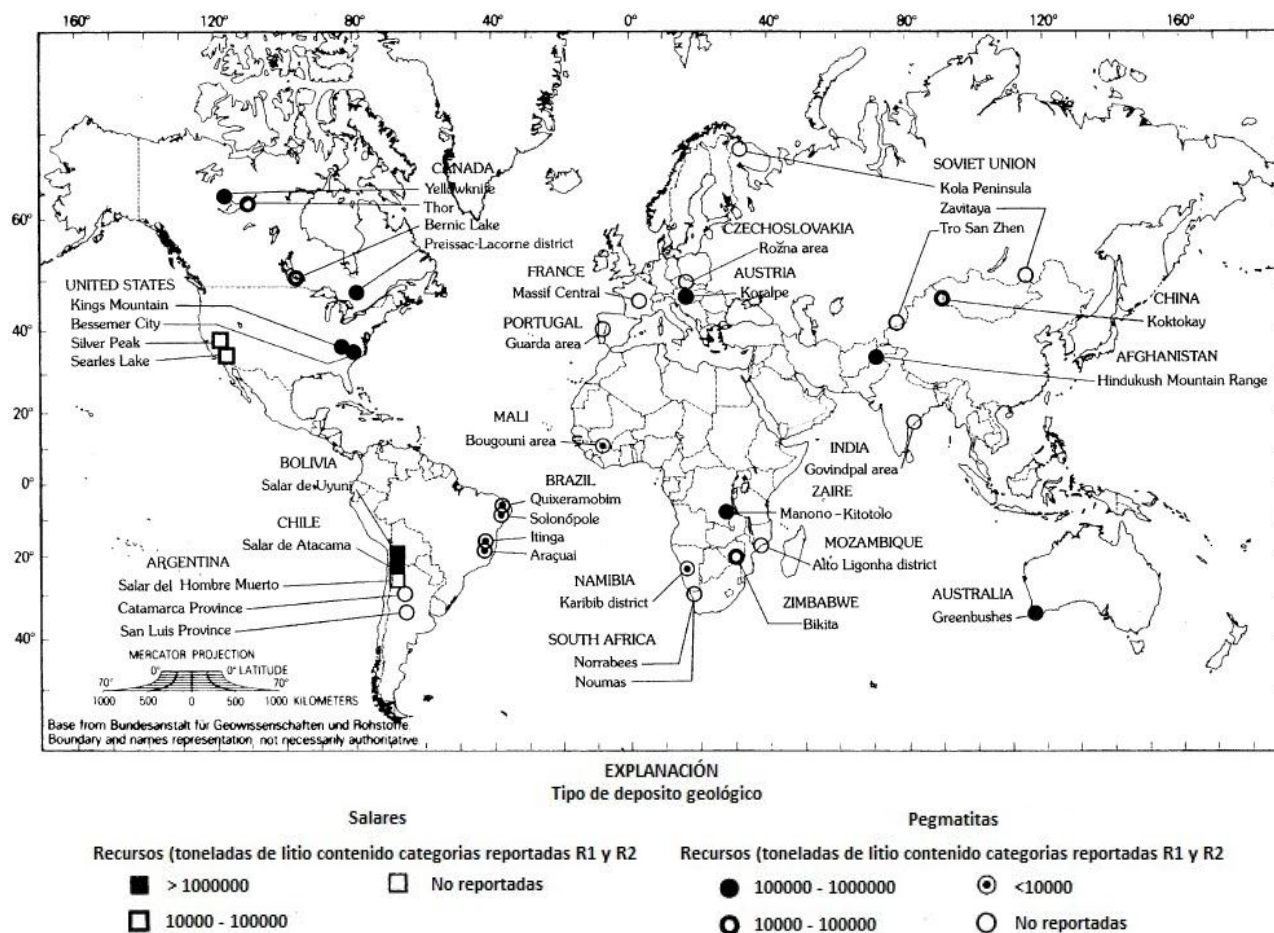 160° 120° 80° 40° 0° 40° 80° 120° 160°
60°
40°
20°
0°
20°
40°
CANADA
Yellowknife
Thor
Bernic Lake
Preissac-Lacorne district
UNITED STATES
Kings Mountain
Bessemer City
Silver Peak
Searles Lake
BOLIVIA
Salar de Uyuni
CHILE
Salar de Atacama
ARGENTINA
Salar del Hombre Muerto
Catamarca Province
San Luis Province
BRAZIL
Quixeramobim
Solonópole
Itinga
Araçuai
MALI
Bougouni area
FRANCE
Massif Central
PORTUGAL
Guarda area
CZECHOSLOVAKIA
Rozna area
AUSTRIA
Koralpe
SOVIET UNION
Kola Peninsula
Zavitaya
Tro San Zhen
CHINA
Koktokay
AFGHANISTAN
Hindukush Mountain Range
INDIA
Govindpal area
ZAIRE
Manono-Kitotolo
MOZAMBIQUE
Alto Ligonha district
NAMIBIA
Karibib district
ZIMBABWE
Bikita
SOUTH AFRICA
Norrabees
Noumas
AUSTRALIA
Greenbushes
MERCATOR PROJECTION
0° 0° LATITUDE
70° 70°
1000 500 0 500 1000 KILOMETERS
Base from Bundesanstalt für Geowissenschaften und Rohstoffe
Boundary and names representation, not necessarily authoritative
EXPLANACIÓN
Tipo de deposito geológico
Salares
Recursos (toneladas de litio contenido categorias reportadas R1 y R2
> 1000000
No reportadas
10000 - 100000
Pegmatitas
Recursos (toneladas de litio contenido categorias reportadas R1 y R2
100000 - 1000000
<10000
10000 - 100000
No reportadas